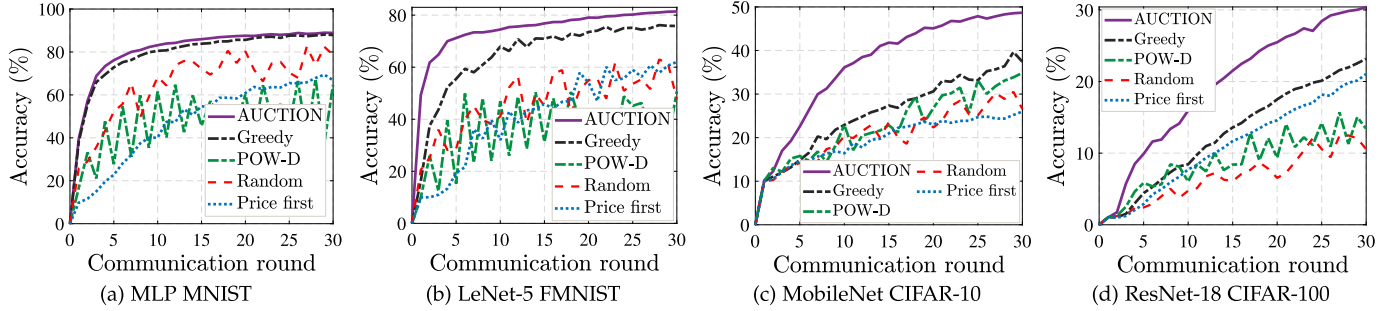 Accuracy (%)
100
80
60
40
20
0
AUCTION
Greedy
POW-D
Random
Price first
0 5 10 15 20 25 30
Communication round
(a) MLP MNIST
Accuracy (%)
80
60
40
20
0
AUCTION
Greedy
POW-D
Random
Price first
0 5 10 15 20 25 30
Communication round
(b) LeNet-5 FMNIST
Accuracy (%)
50
40
30
20
10
0
AUCTION Random
Greedy Price first
POW-D
0 5 10 15 20 25 30
Communication round
(c) MobileNet CIFAR-10
Accuracy (%)
30
20
10
0
AUCTION
Greedy
POW-D
Random
Price first
0 5 10 15 20 25 30
Communication round
(d) ResNet-18 CIFAR-100